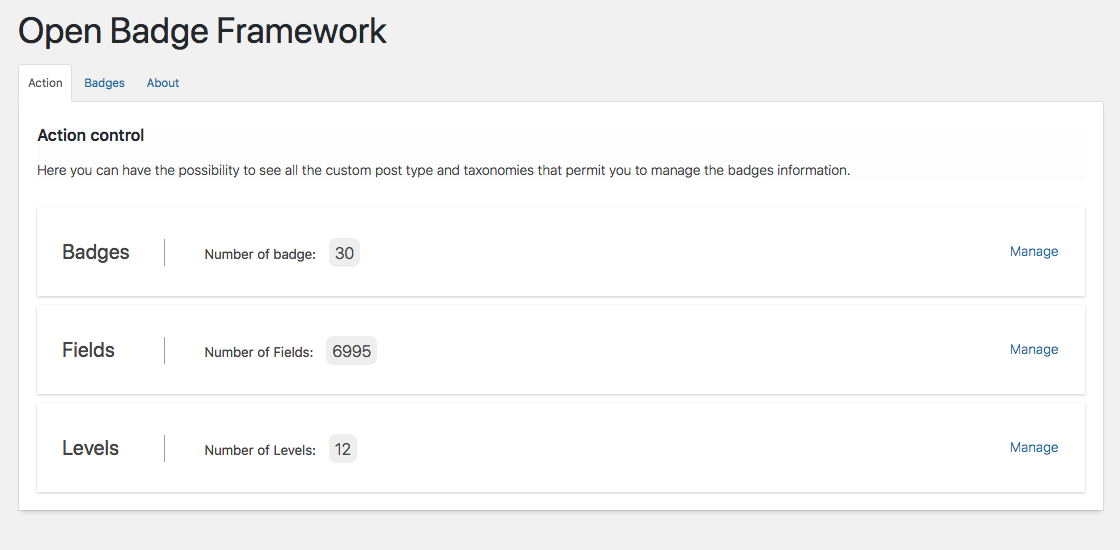 Open Badge Framework
Action Badges About
Action control
Here you can have the possibility to see all the custom post type and taxonomies that permit you to manage the badges information.
Badges Number of badge: 30 Manage
Fields Number of Fields: 6995 Manage
Levels Number of Levels: 12 Manage